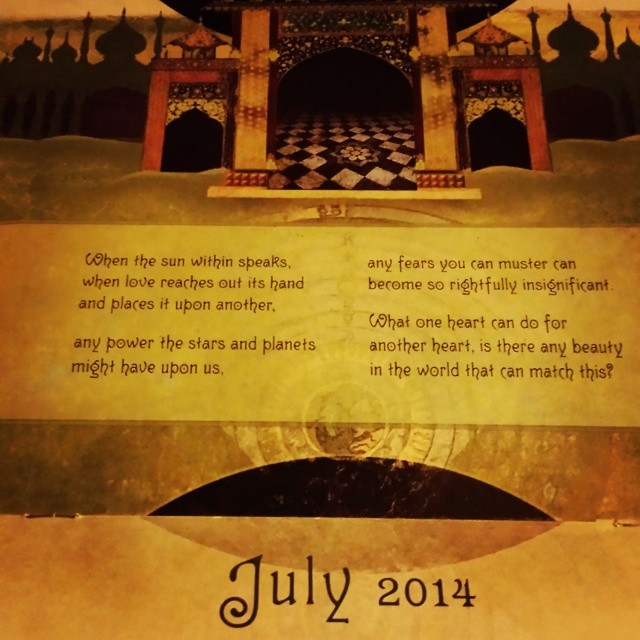 When the sun within speaks,
when love reaches out its hand
and places it upon another,
any power the stars and planets
might have upon us,
any fears you can muster can
become so rightfully insignificant.
What one heart can do for
another heart, is there any beauty
in the world that can match this?
July 2014